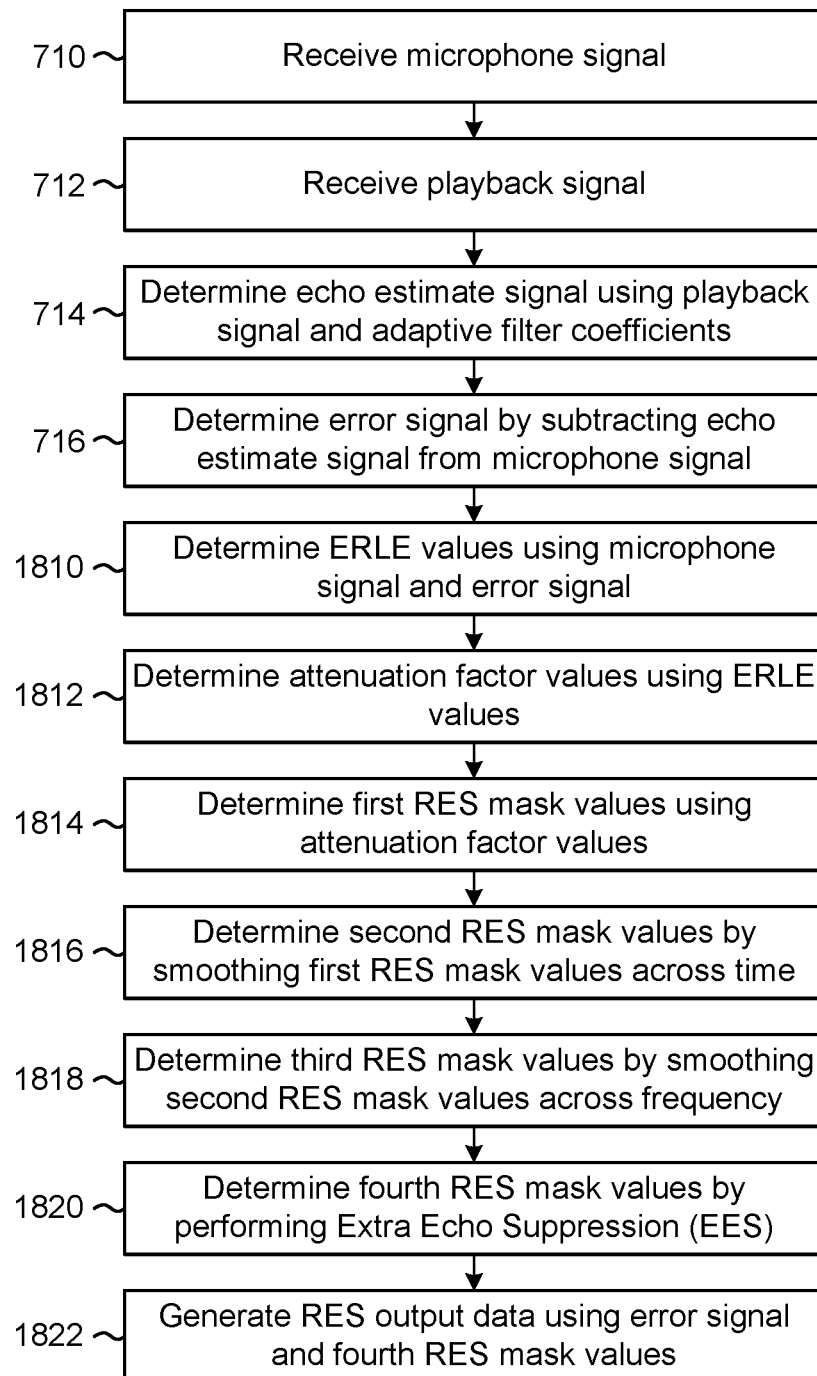 710
Receive microphone signal
712
Receive playback signal
714
Determine echo estimate signal using playback
signal and adaptive filter coefficients
716
Determine error signal by subtracting echo
estimate signal from microphone signal
1810
Determine ERLE values using microphone
signal and error signal
1812
Determine attenuation factor values using ERLE
values
1814
Determine first RES mask values using
attenuation factor values
1816
Determine second RES mask values by
smoothing first RES mask values across time
1818
Determine third RES mask values by smoothing
second RES mask values across frequency
1820
Determine fourth RES mask values by
performing Extra Echo Suppression (EES)
1822
Generate RES output data using error signal
and fourth RES mask values